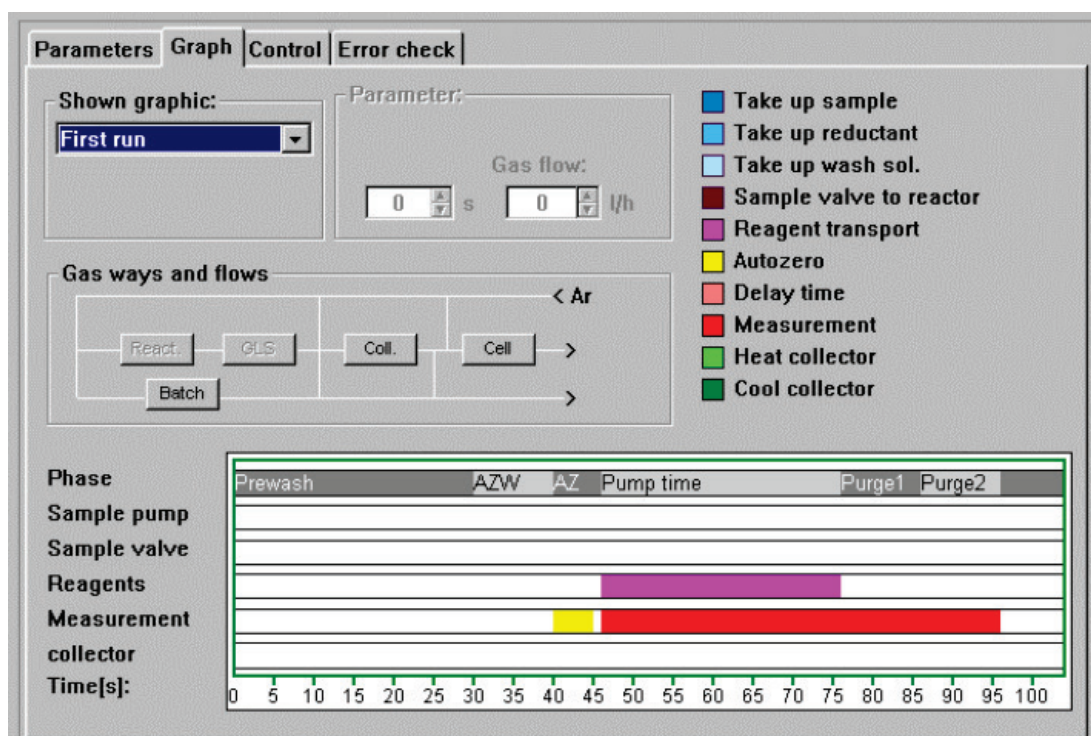 Parameters Graph Control Error check
Shown graphic:
First run
Parameter:
Gas flow:
0 s 0 l/h
Take up sample
Take up reductant
Take up wash sol.
Sample valve to reactor
Reagent transport
Autozero
Delay time
Measurement
Heat collector
Cool collector
Gas ways and flows
< Ar
React. GLS Coll. Cell >
Batch >
Phase Prewash AZW AZ Pump time Purge1 Purge2
Sample pump
Sample valve
Reagents
Measurement
collector
Time[s]: 0 5 10 15 20 25 30 35 40 45 50 55 60 65 70 75 80 85 90 95 100